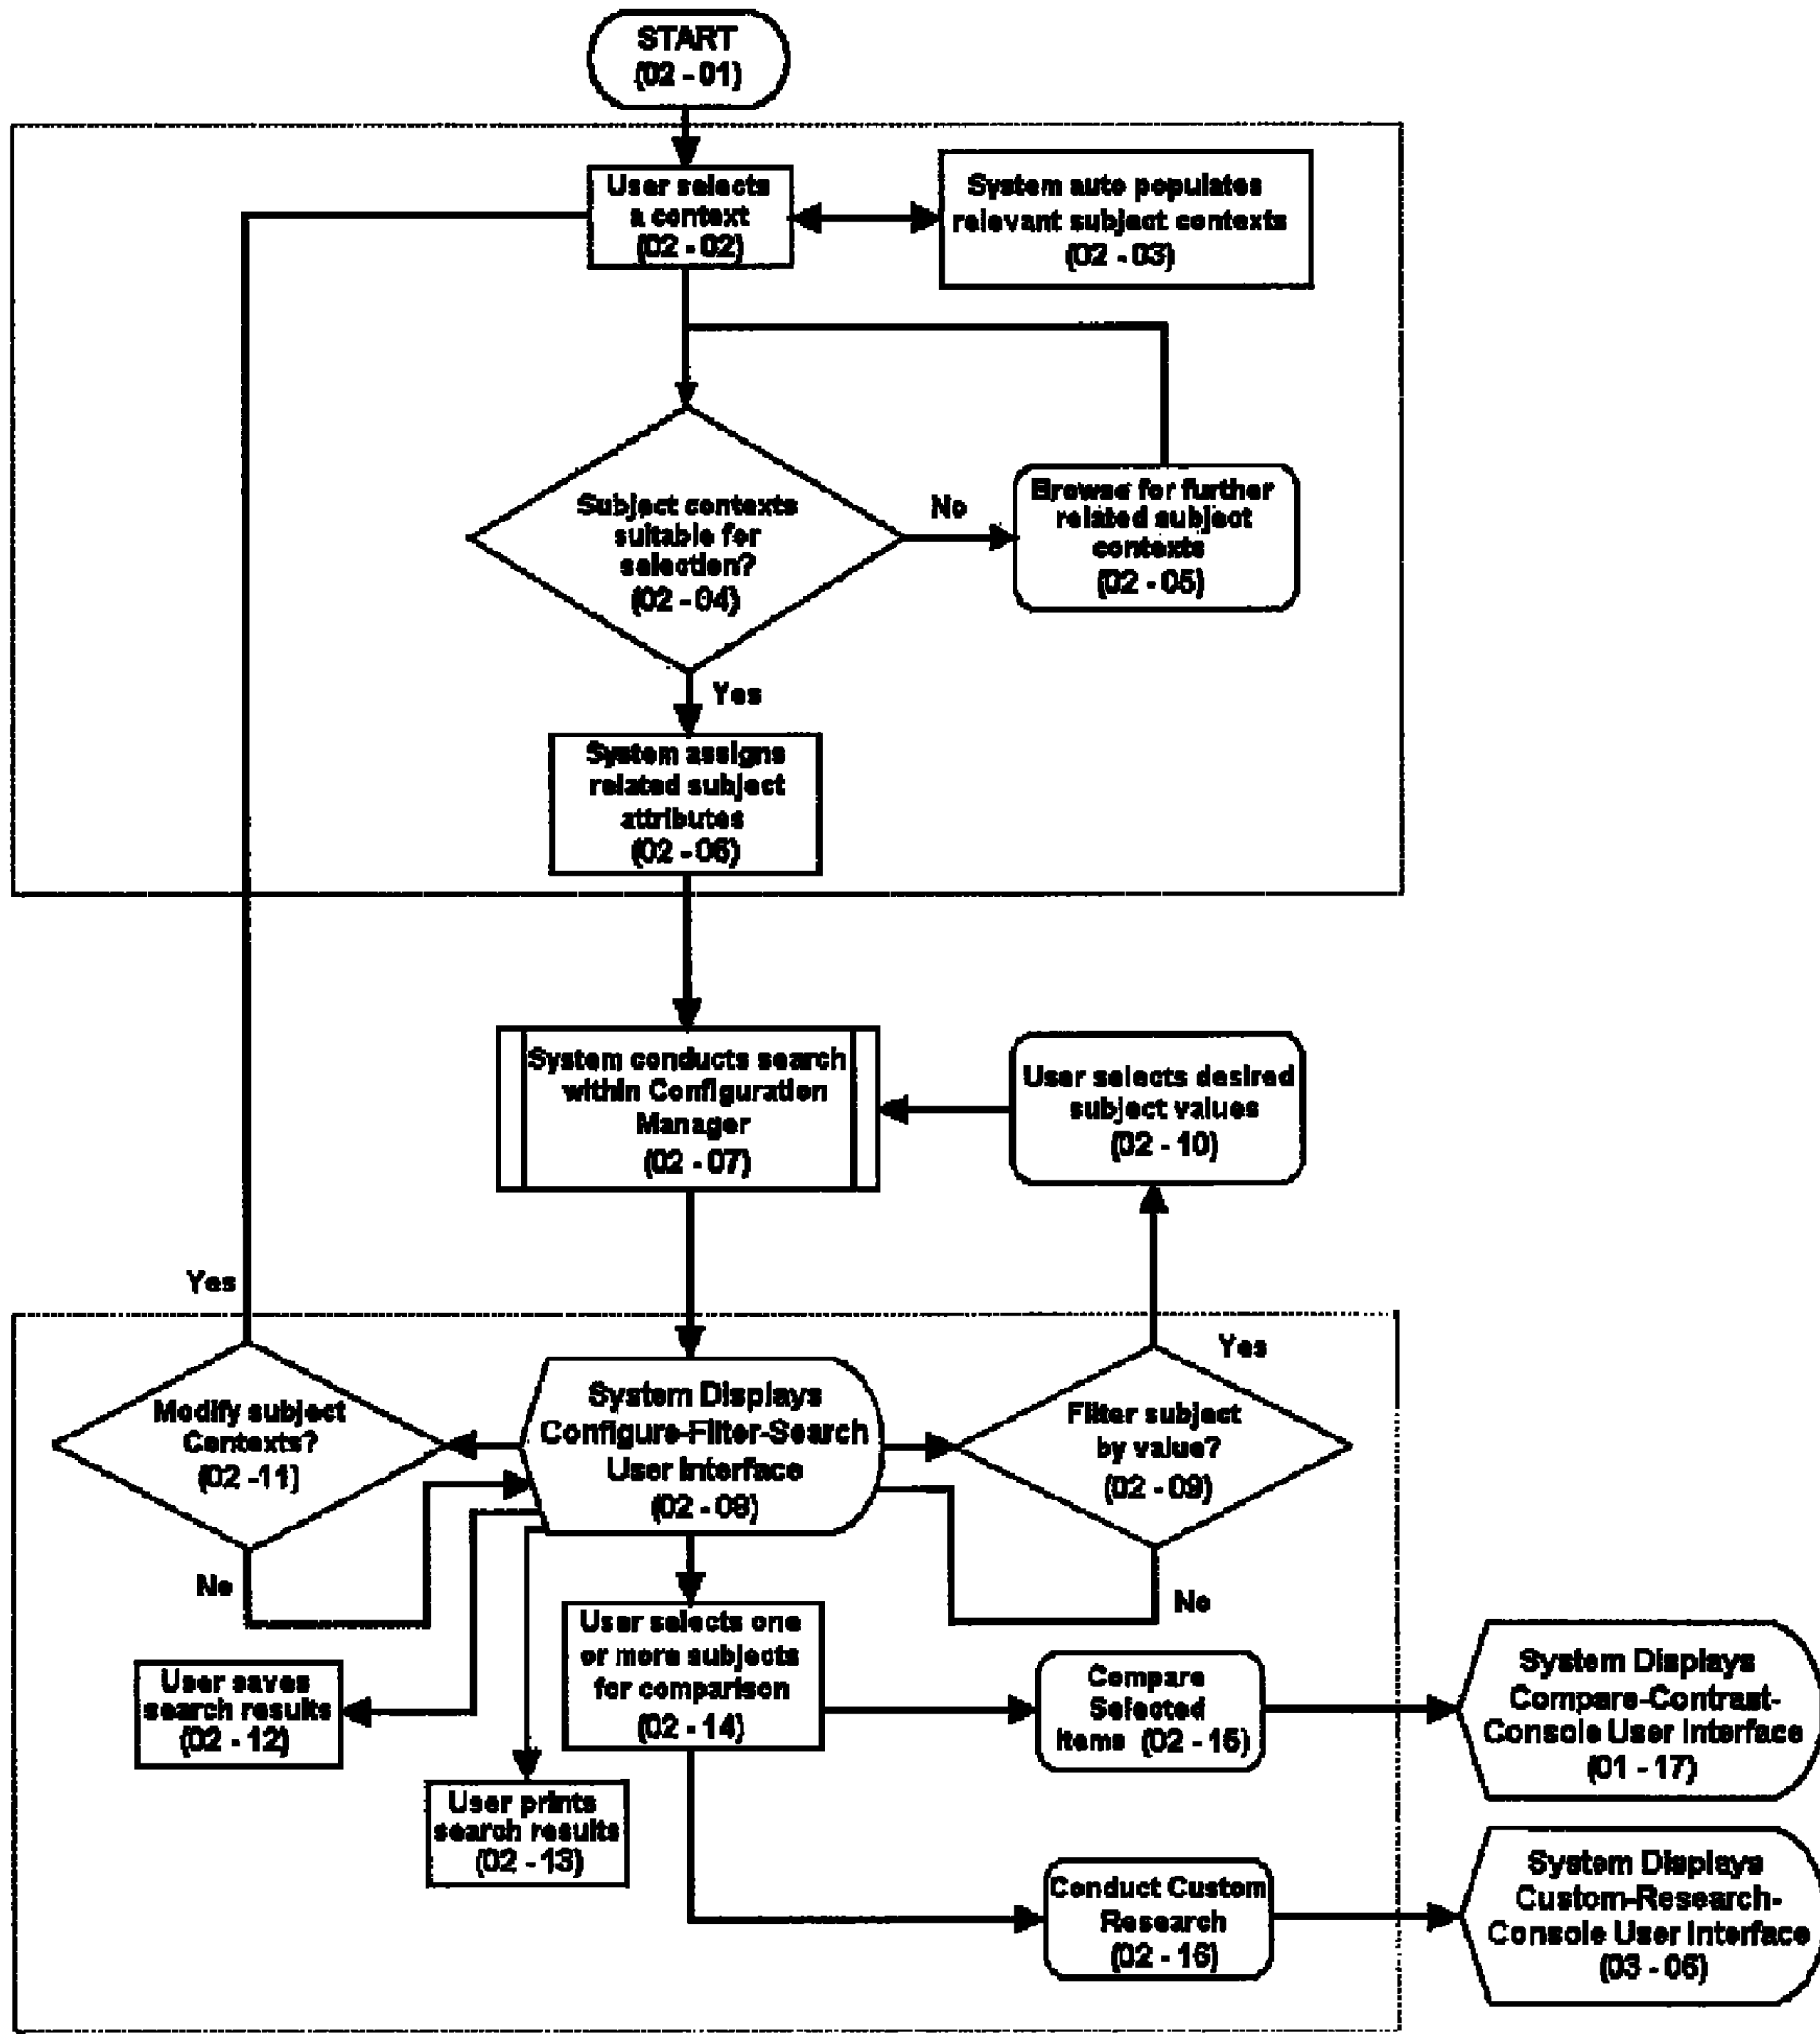 START
(02 - 01)
User selects
a context
(02 - 02)
System auto populates
relevant subject contexts
(02 - 03)
Subject contexts
suitable for
selection?
(02 - 04)
No
Browse for further
related subject
contexts
(02 - 05)
Yes
System assigns
related subject
attributes
(02 - 06)
System conducts search
within Configuration
Manager
(02 - 07)
User selects desired
subject values
(02 - 10)
Yes
Yes
Modify subject
Contexts?
(02 -11)
System Displays
Configure-Filter-Search
User Interface
(02 - 08)
Filter subject
by value?
(02 - 09)
No
No
User selects one
or more subjects
for comparison
(02 - 14)
User saves
search results
(02 - 12)
User prints
search results
(02 - 13)
Compare
Selected
Items (02 - 15)
System Displays
Compare-Contrast-
Console User Interface
(01 - 17)
Conduct Custom
Research
(02 - 16)
System Displays
Custom-Research-
Console User Interface
(03 - 06)